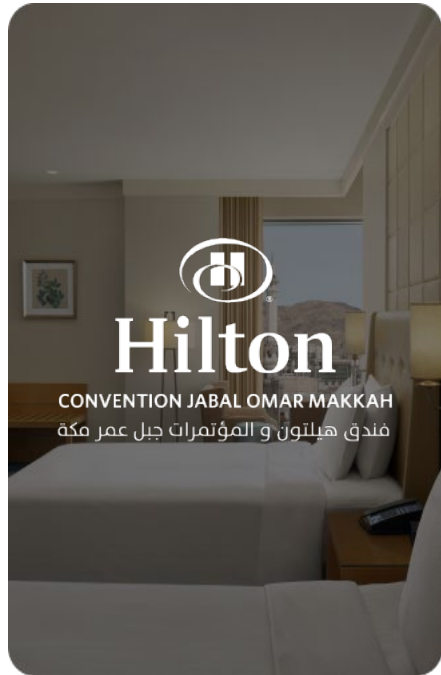 Hilton
CONVENTION JABAL OMAR MAKKAH
فندق هيلتون و المؤتمرات جبل عمر مكة